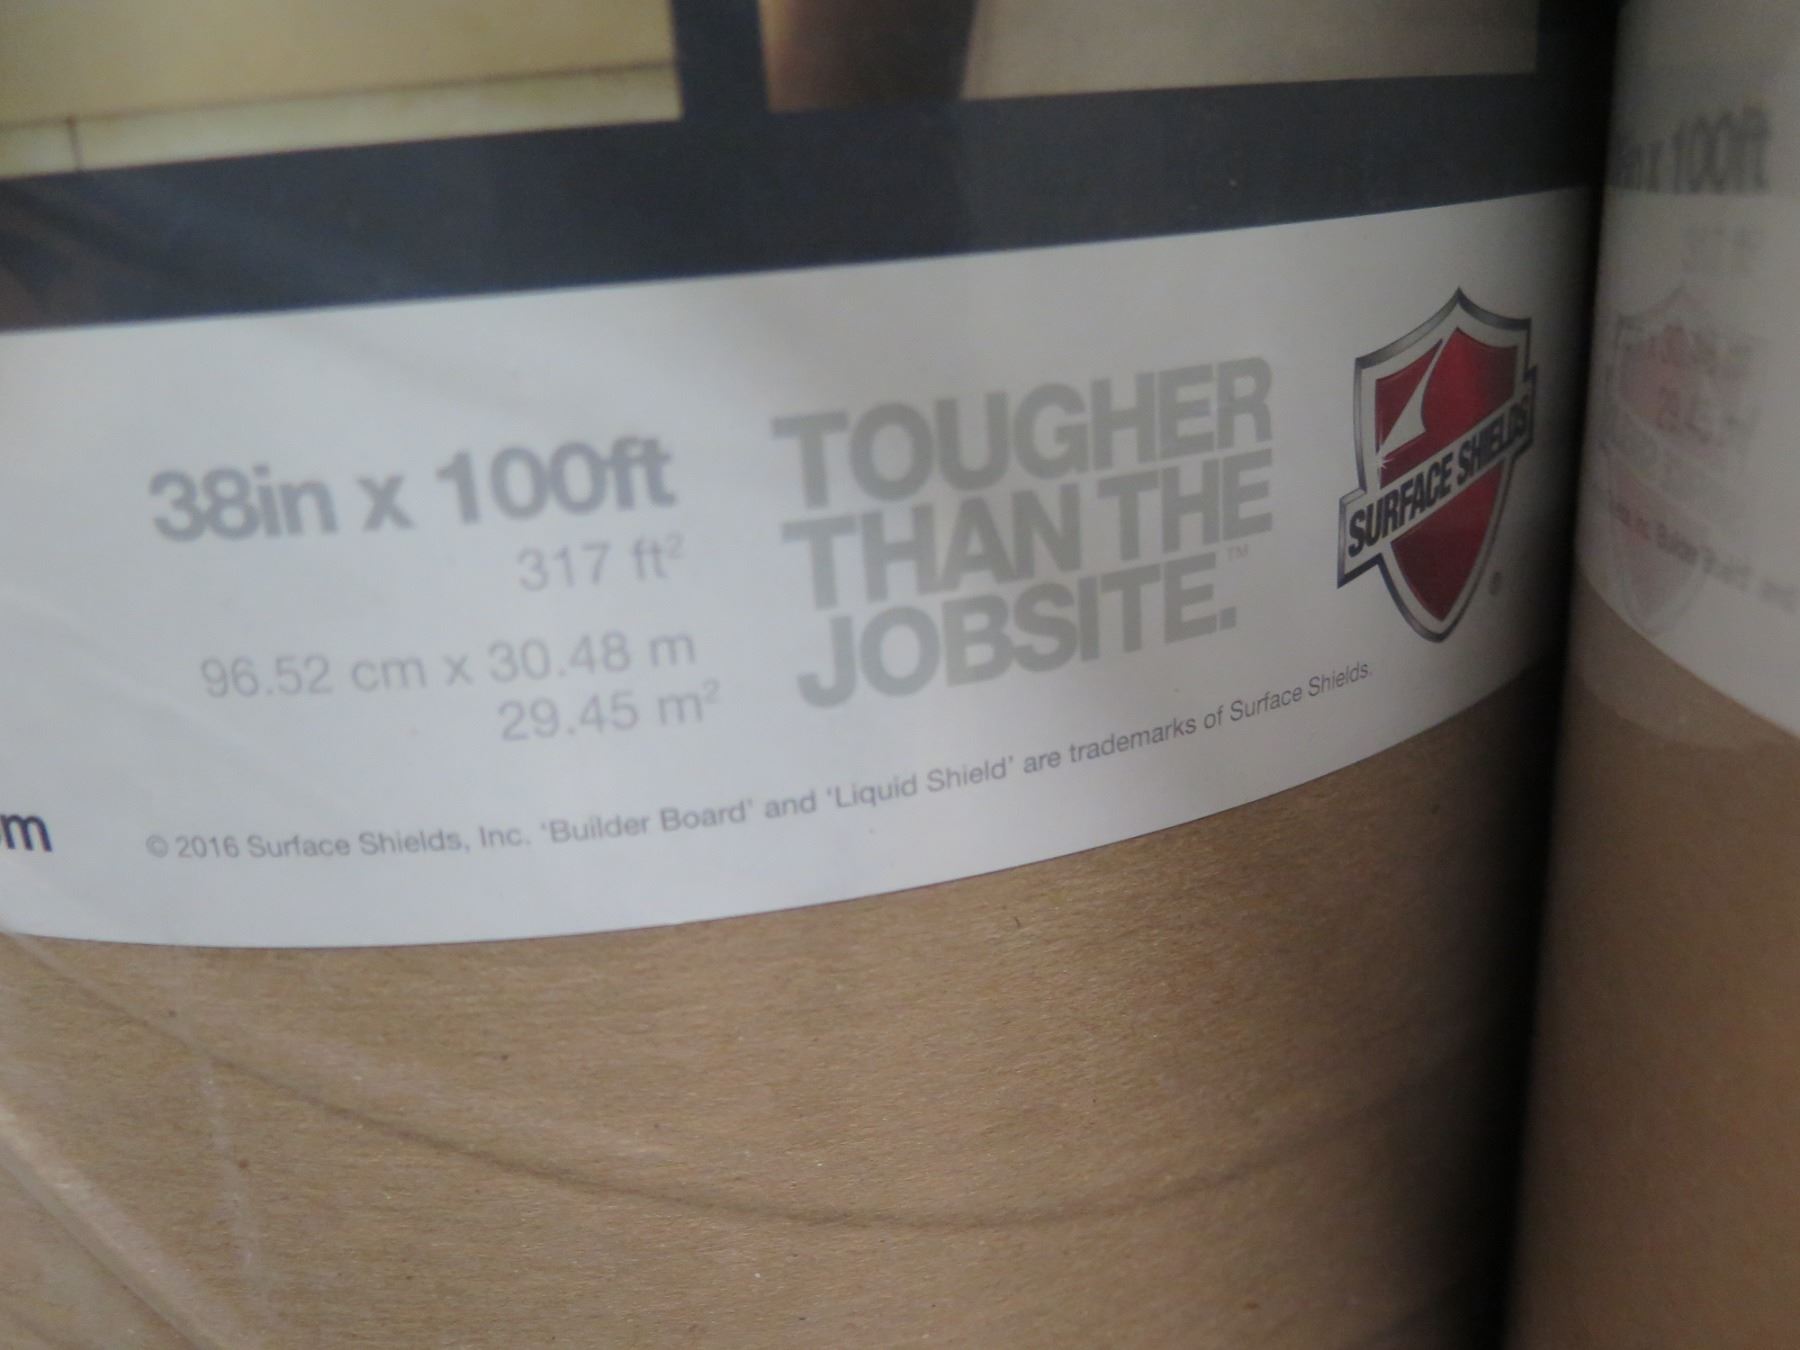 38in x 100ft
317 ft²
96.52 cm x 30.48 m
29.45 m²
TOUGHER
THAN THE
JOBSITE.™
SURFACE SHIELDS
®
m
© 2016 Surface Shields, Inc. 'Builder Board' and 'Liquid Shield' are trademarks of Surface Shields.
100ft